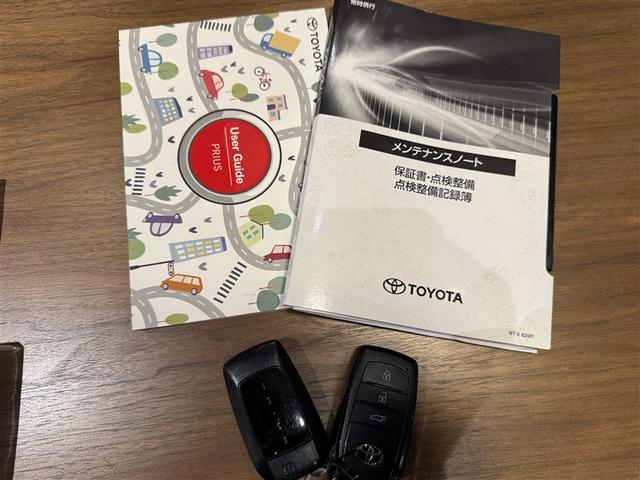 TOYOTA
User Guide
PRIUS
常時携行
メンテナンスノート
保証書・点検整備
点検整備記録簿
TOYOTA